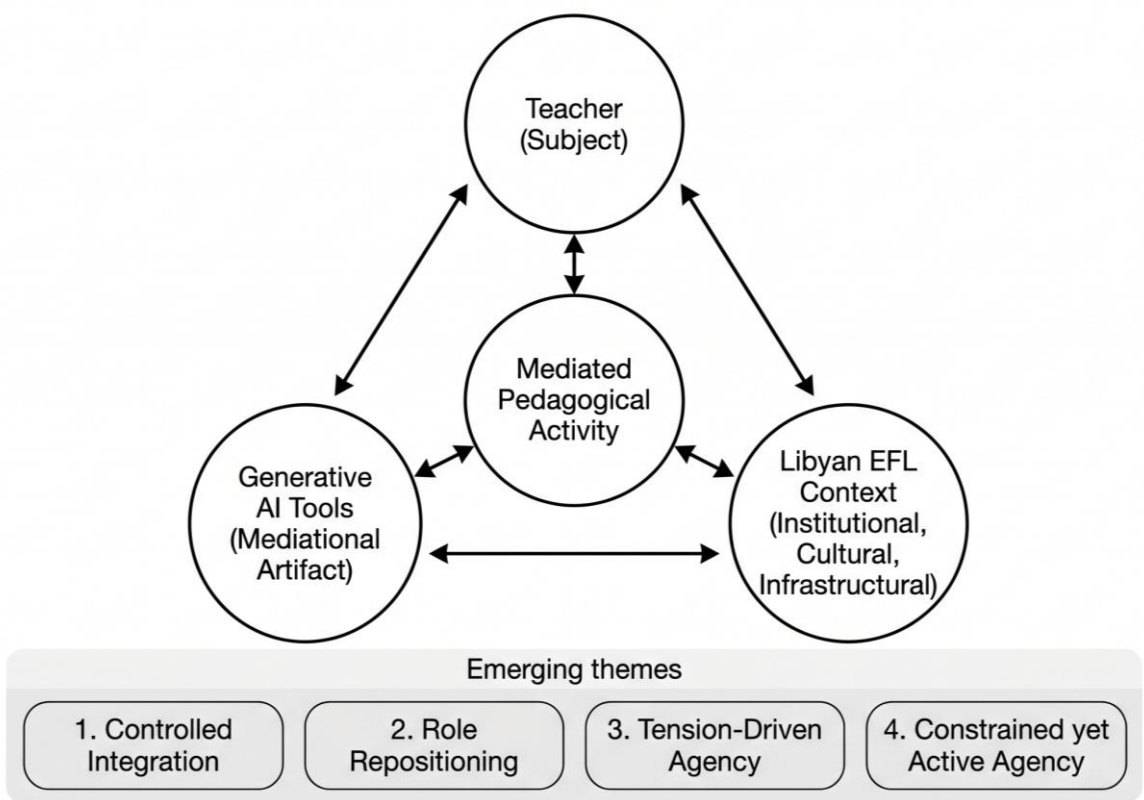 Teacher
(Subject)
Mediated
Pedagogical
Activity
Generative
AI Tools
(Mediational
Artifact)
Libyan EFL
Context
(Institutional,
Cultural,
Infrastructural)
Emerging themes
1. Controlled
Integration
2. Role
Repositioning
3. Tension-Driven
Agency
4. Constrained yet
Active Agency